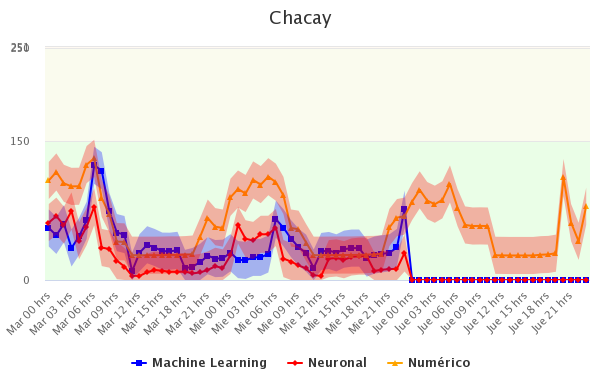 Chacay
250
150
0
Mar 00 hrs
Mar 03 hrs
Mar 06 hrs
Mar 09 hrs
Mar 12 hrs
Mar 15 hrs
Mar 18 hrs
Mar 21 hrs
Mie 00 hrs
Mie 03 hrs
Mie 06 hrs
Mie 09 hrs
Mie 12 hrs
Mie 15 hrs
Mie 18 hrs
Mie 21 hrs
Jue 00 hrs
Jue 03 hrs
Jue 06 hrs
Jue 09 hrs
Jue 12 hrs
Jue 15 hrs
Jue 18 hrs
Jue 21 hrs
Machine Learning Neuronal Numérico